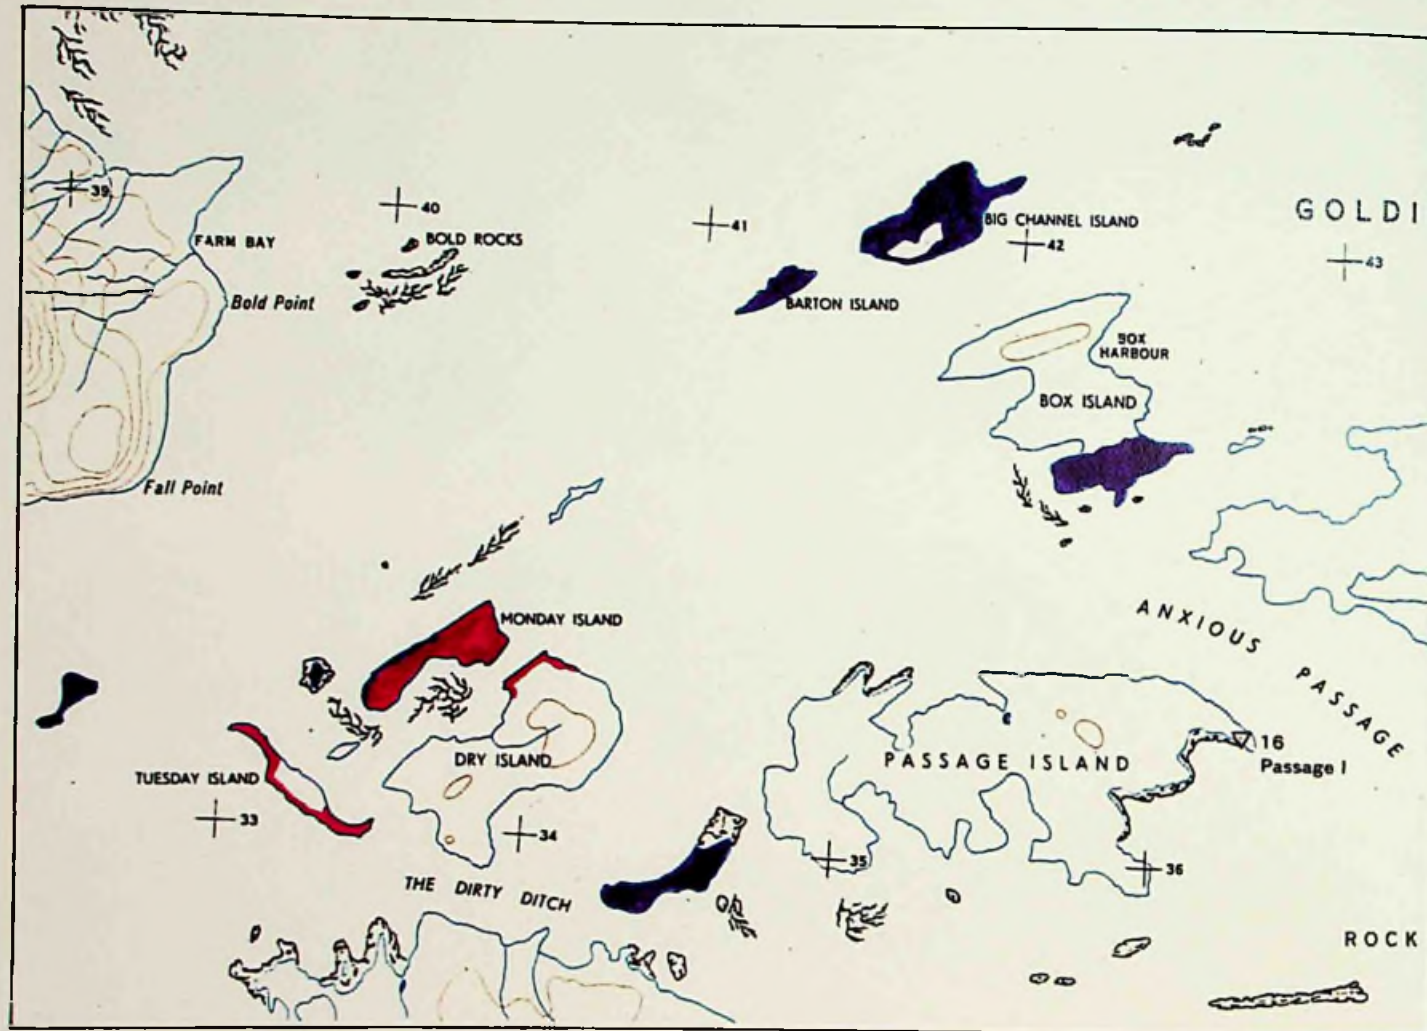 39
40
41
GOLDI
BIG CHANNEL ISLAND
42
43
FARM BAY
BOLD ROCKS
Bold Point
BARTON ISLAND
BOX
HARBOUR
BOX ISLAND
Fall Point
MONDAY ISLAND
ANXIOUS PASSAGE
DRY ISLAND
PASSAGE ISLAND
16
Passage I
TUESDAY ISLAND
33
34
35
36
THE DIRTY DITCH
ROCK